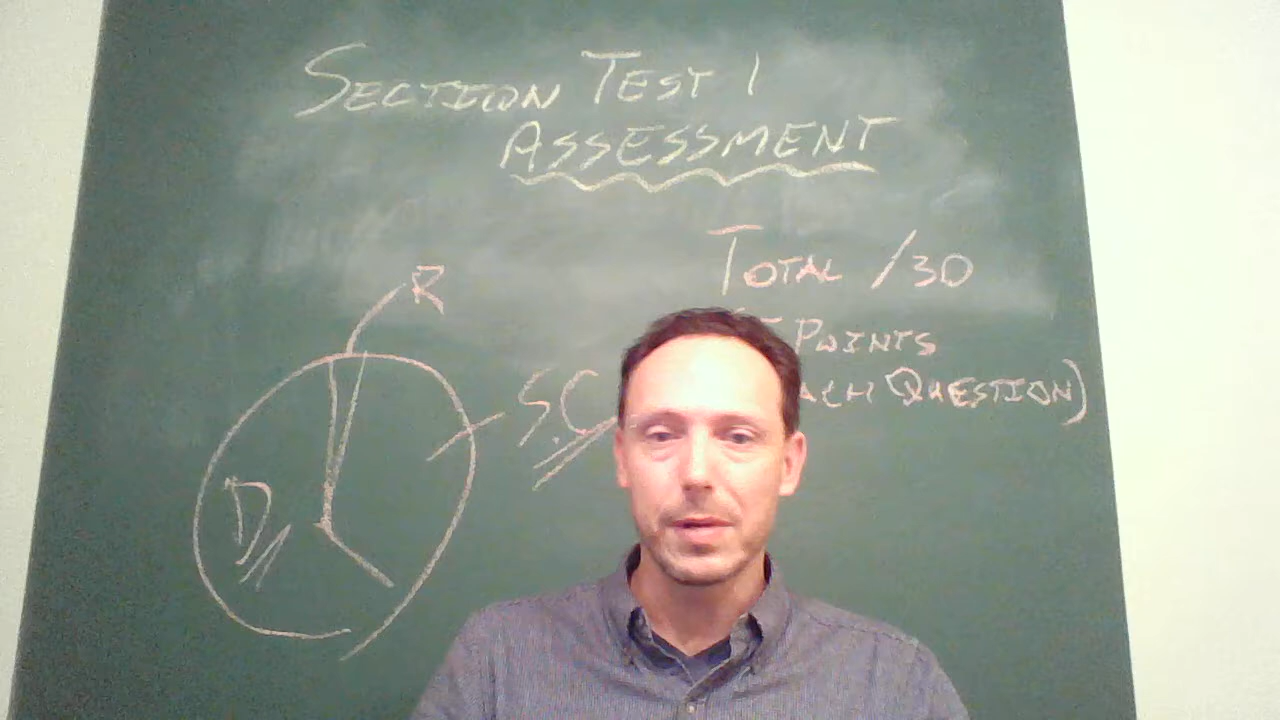 SECTION TEST 1
ASSESSMENT
TOTAL /30
POINTS
QUESTION)
R
S.C
D